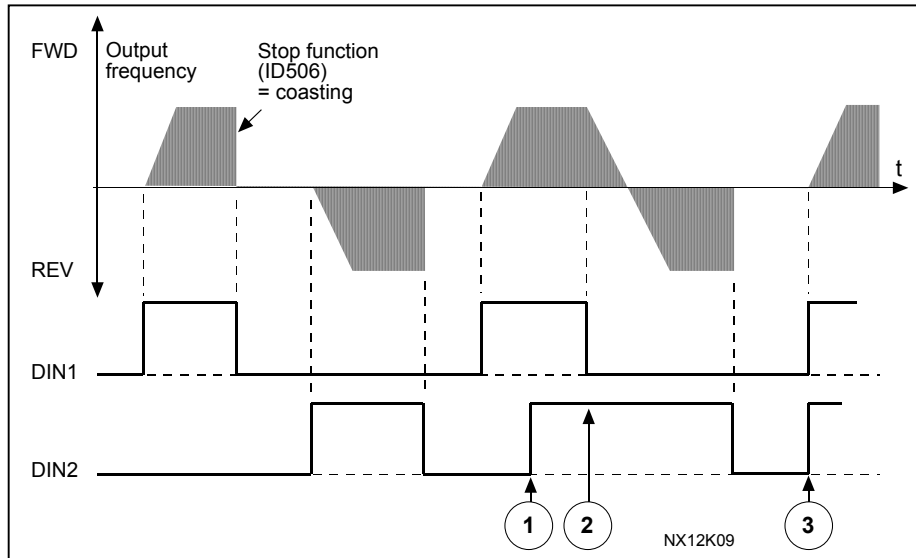 FWD
Output
frequency
Stop function
(ID506)
= coasting
t
REV
DIN1
DIN2
1
2
3
NX12K09